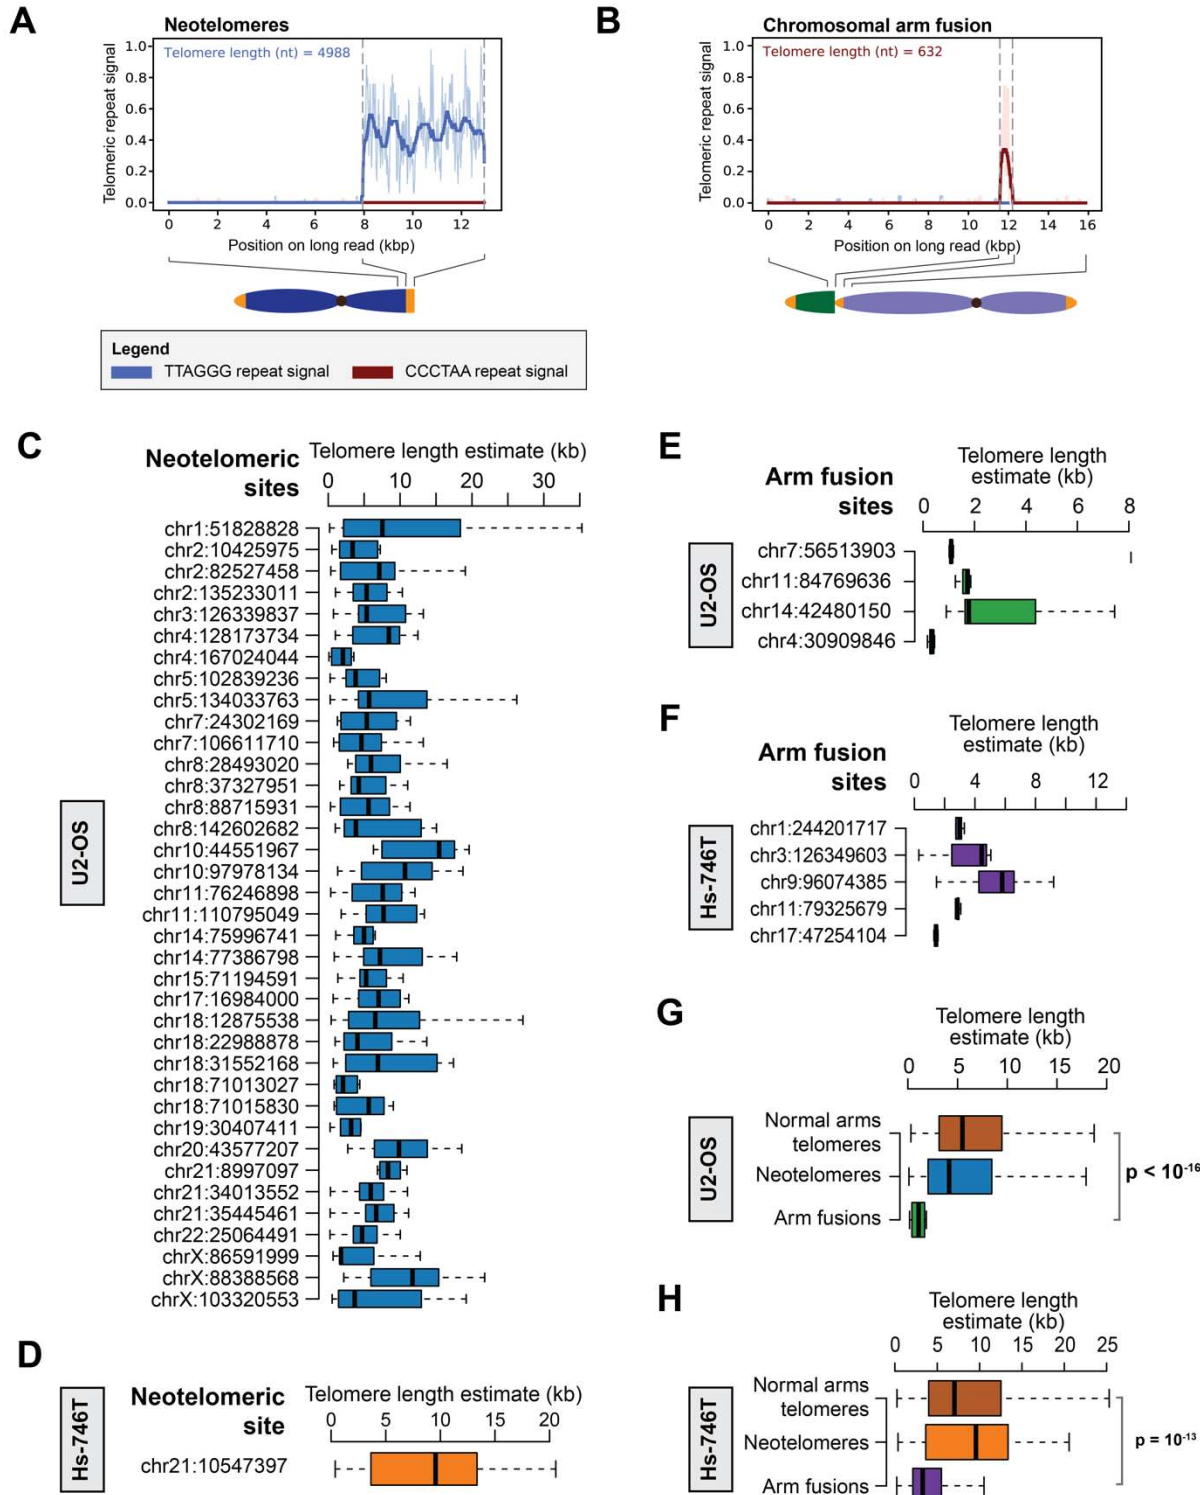 A
Neotelomeres
Telomere length (nt) = 4988
Telomeric repeat signal
1.0
0.8
0.6
0.4
0.2
0.0
0 2 4 6 8 10 12
Position on long read (kbp)
B
Chromosomal arm fusion
Telomere length (nt) = 632
Telomeric repeat signal
1.0
0.8
0.6
0.4
0.2
0.0
0 2 4 6 8 10 12 14 16
Position on long read (kbp)
Legend
TTAGGG repeat signal CCCTAA repeat signal
C
Neotelomeric
sites
Telomere length estimate (kb)
0 10 20 30
U2-OS
chr1:51828828
chr2:10425975
chr2:82527458
chr2:135233011
chr3:126339837
chr4:128173734
chr4:167024044
chr5:102839236
chr5:134033763
chr7:24302169
chr7:106611710
chr8:28493020
chr8:37327951
chr8:88715931
chr8:142602682
chr10:44551967
chr10:97978134
chr11:76246898
chr11:110795049
chr14:75996741
chr14:77386798
chr15:71194591
chr17:16984000
chr18:12875538
chr18:22988878
chr18:31552168
chr18:71013027
chr18:71015830
chr19:30407411
chr20:43577207
chr21:8997097
chr21:34013552
chr21:35445461
chr22:25064491
chrX:86591999
chrX:88388568
chrX:103320553
D
Hs-746T
Neotelomeric
site
Telomere length estimate (kb)
0 5 10 15 20
chr21:10547397
E
Arm fusion
sites
Telomere length
estimate (kb)
0 2 4 6 8
U2-OS
chr7:56513903
chr11:84769636
chr14:42480150
chr4:30909846
F
Arm fusion
sites
Telomere length
estimate (kb)
0 4 8 12
Hs-746T
chr1:244201717
chr3:126349603
chr9:96074385
chr11:79325679
chr17:47254104
G
Telomere length
estimate (kb)
0 5 10 15 20
U2-OS
Normal arms
telomeres
Neotelomeres
Arm fusions
p < 10⁻¹⁶
H
Telomere length
estimate (kb)
0 5 10 15 20 25
Hs-746T
Normal arms
telomeres
Neotelomeres
Arm fusions
p = 10⁻¹³